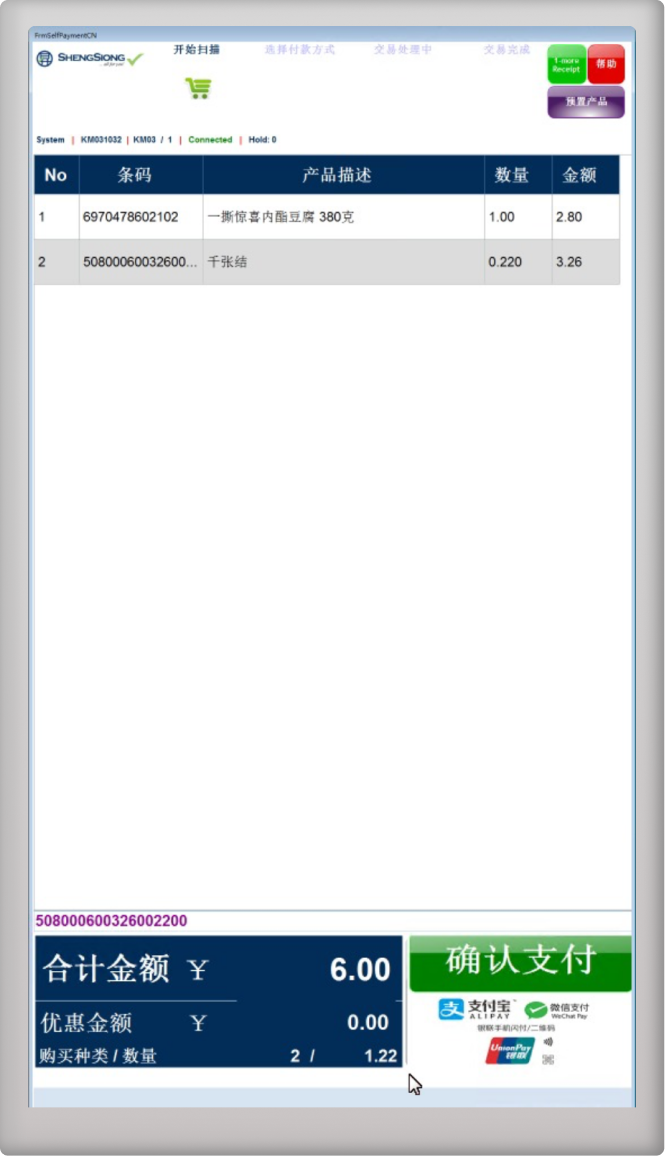 FrmSelfPaymentCN
SHENGSIONG
开始扫描 选择付款方式 交易处理中 交易完成
1-more Receipt
帮助
预置产品
System | KM031032 | KM03 / 1 | Connected | Hold: 0
No 条码 产品描述 数量 金额
1 6970478602102 一撕惊喜内酯豆腐 380克 1.00 2.80
2 50800060032600... 千张结 0.220 3.26
508000600326002200
合计金额 ¥ 6.00
确认支付
优惠金额 ¥ 0.00
购买种类 / 数量 2 / 1.22
支付宝 ALIPAY
微信支付 WeChat Pay
银联手机闪付/二维码
UnionPay 银联